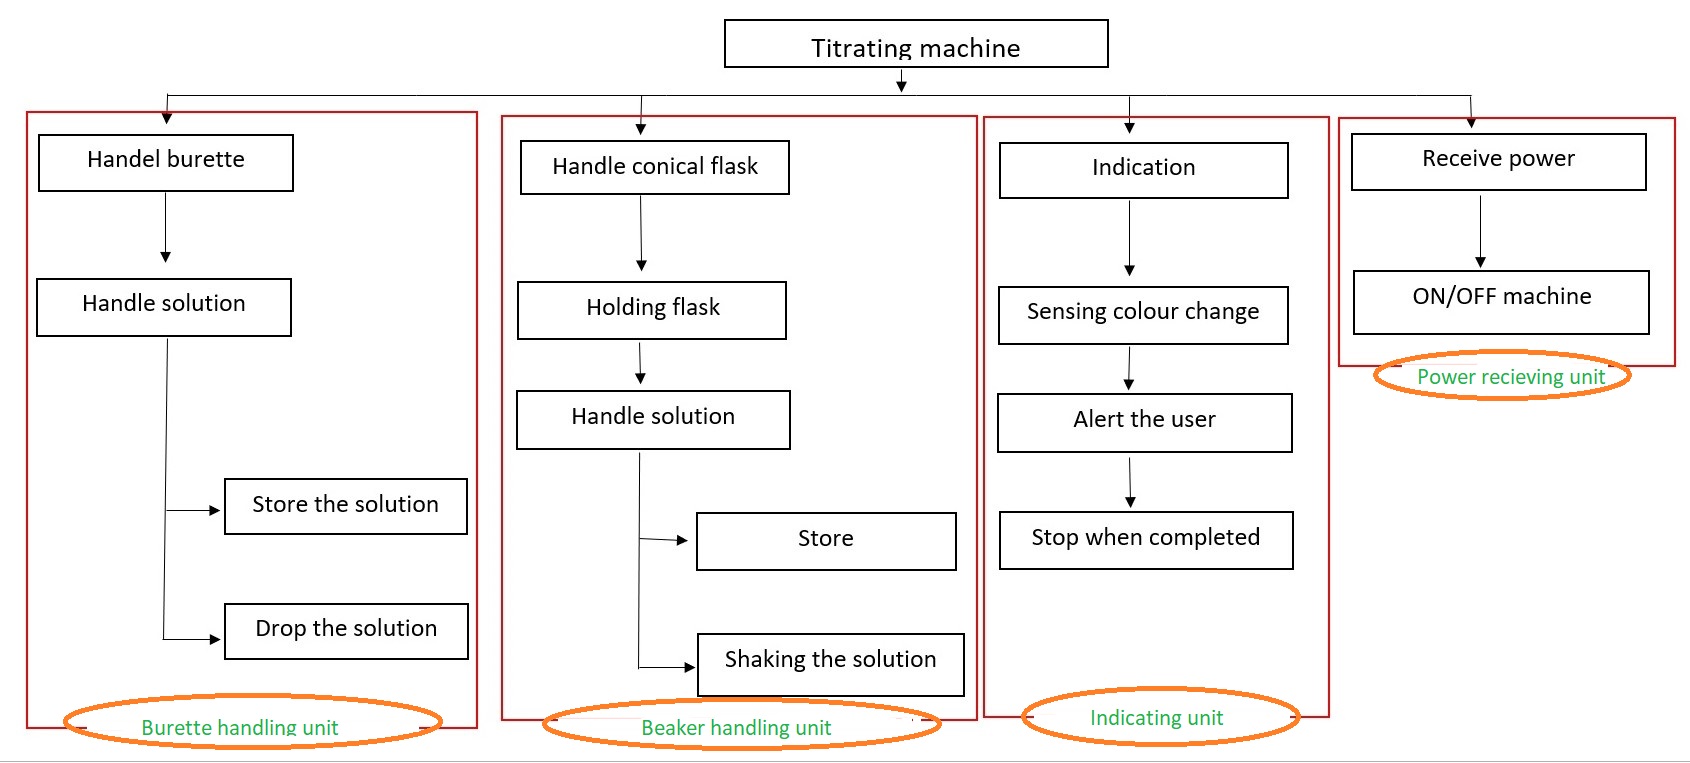 Titrating machine
Handel burette
Handle solution
Store the solution
Drop the solution
Burette handling unit
Handle conical flask
Holding flask
Handle solution
Store
Shaking the solution
Beaker handling unit
Indication
Sensing colour change
Alert the user
Stop when completed
Indicating unit
Receive power
ON/OFF machine
Power recieving unit